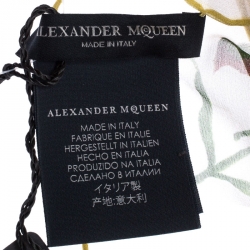 ALEXANDER MCQUEEN
MADE IN ITALY
ALEXANDER MCQUEEN
MADE IN ITALY
FABRIQUE EN ITALIE
HERGESTELLT IN ITALIEN
HECHO EN ITALIA
PRODUZIDO NA ITACIA
СДЕЛАНО В ИТАЛИИ
イタリア製
产地:意大利